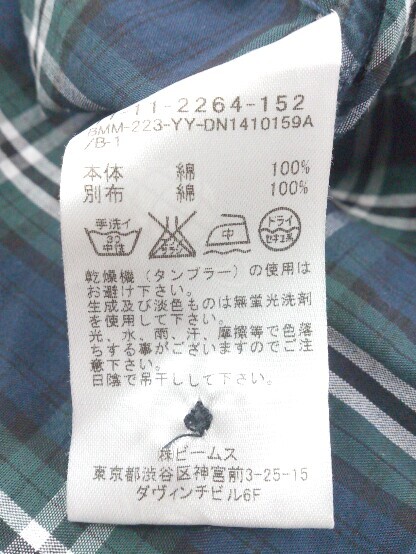 11-2264-152
BMM-223-YY-DN1410159A
/B-1
本体 綿 100%
別布 綿 100%
手洗イ 30 中性
エンソサラシ
中
ドライ セキユ系
乾燥機（タンブラー）の使用は
お避け下さい。
生成及び淡色ものは無蛍光洗剤
を使用して下さい。
光、水、雨、汗、摩擦等で色落
ちする事がございますのでご注
意下さい。
日陰で吊干しして下さい。
㈱ビームス
東京都渋谷区神宮前3-25-15
ダヴィンチビル6F